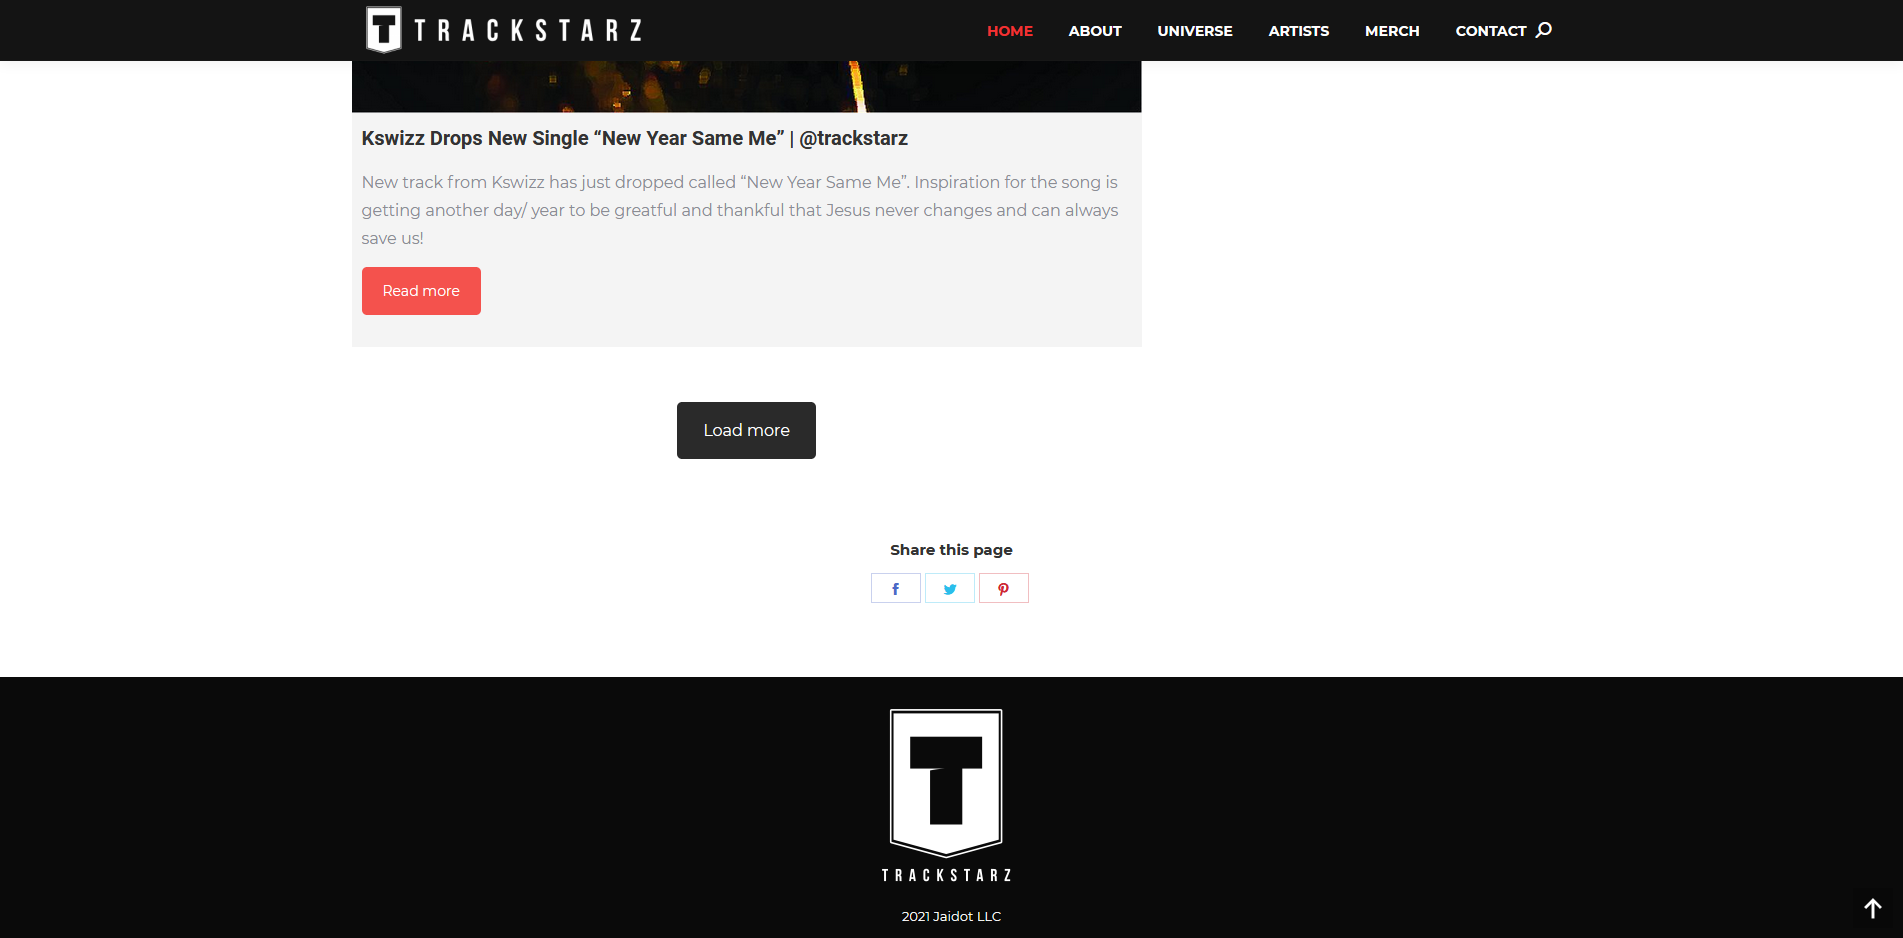 T TRACKSTARZ
HOME ABOUT UNIVERSE ARTISTS MERCH CONTACT
Kswizz Drops New Single “New Year Same Me” | @trackstarz
New track from Kswizz has just dropped called “New Year Same Me”. Inspiration for the song is
getting another day/ year to be greatful and thankful that Jesus never changes and can always
save us!
Read more
Load more
Share this page
T
TRACKSTARZ
2021 Jaidot LLC